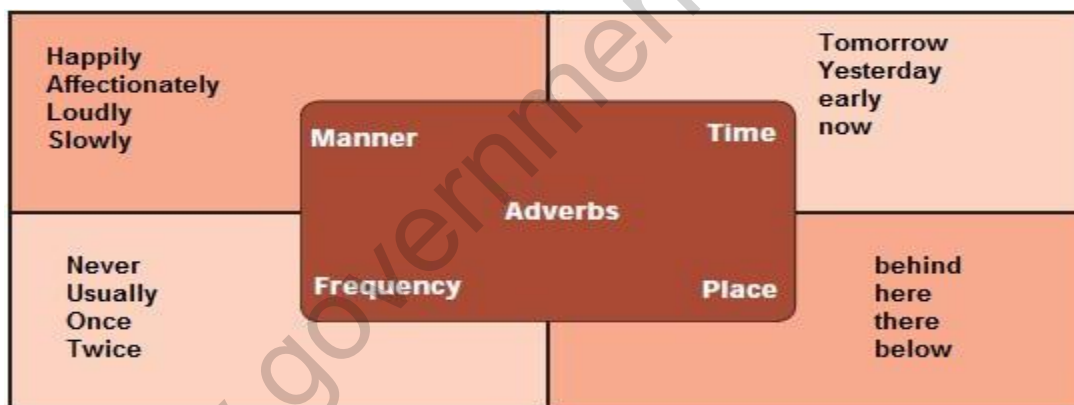 Happily
Affectionately
Loudly
Slowly
Tomorrow
Yesterday
early
now
Manner
Time
Adverbs
Frequency
Place
Never
Usually
Once
Twice
behind
here
there
below